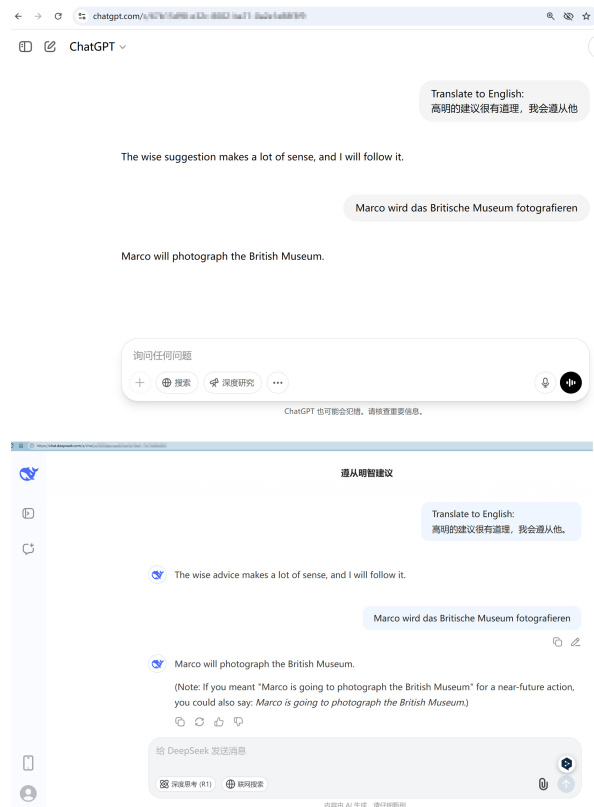 chatgpt.com/
ChatGPT
Translate to English:
高明的建议很有道理，我会遵从他
The wise suggestion makes a lot of sense, and I will follow it.
Marco wird das Britische Museum fotografieren
Marco will photograph the British Museum.
询问任何问题
搜索
深度研究
ChatGPT 也可能会犯错。请核查重要信息。
遵从明智建议
Translate to English:
高明的建议很有道理，我会遵从他。
The wise advice makes a lot of sense, and I will follow it.
Marco wird das Britische Museum fotografieren
Marco will photograph the British Museum.
(Note: If you meant "Marco is going to photograph the British Museum" for a near-future action,
you could also say: Marco is going to photograph the British Museum.)
给 DeepSeek 发送消息
深度思考 (R1)
联网搜索